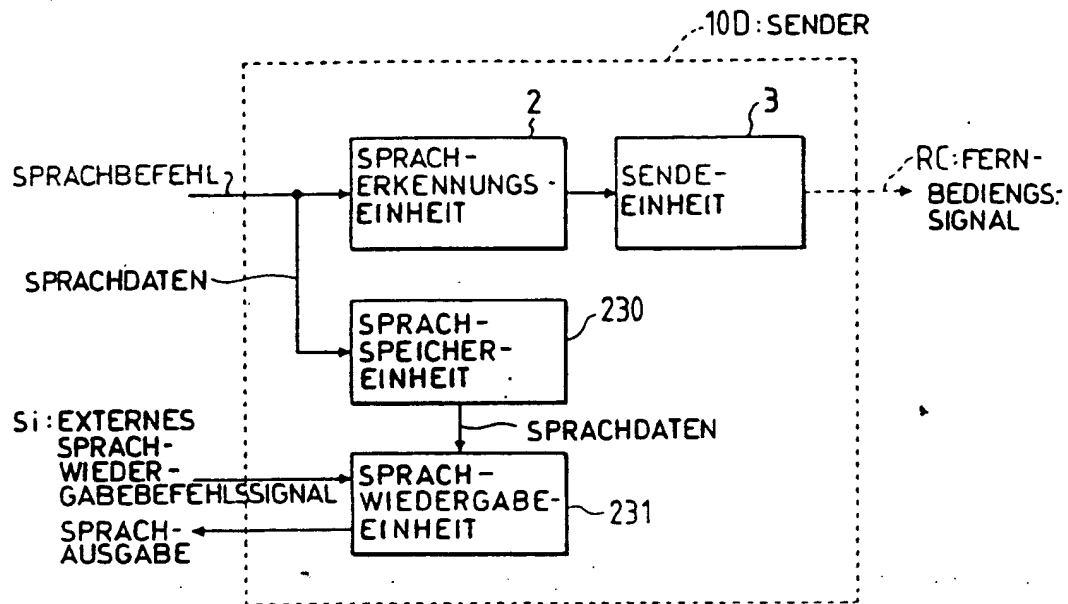 10D:SENDER
2
3
SPRACHBEFEHL
SPRACH-
ERKENNUNGS-
EINHEIT
SENDE-
EINHEIT
RC:FERN-
BEDIENGS-
SIGNAL
SPRACHDATEN
SPRACH-
SPEICHER-
EINHEIT
230
SPRACHDATEN
Si:EXTERNES
SPRACH-
WIEDER-
GABEBEFEHLSSIGNAL
SPRACH-
AUSGABE
SPRACH-
WIEDERGABE-
EINHEIT
231